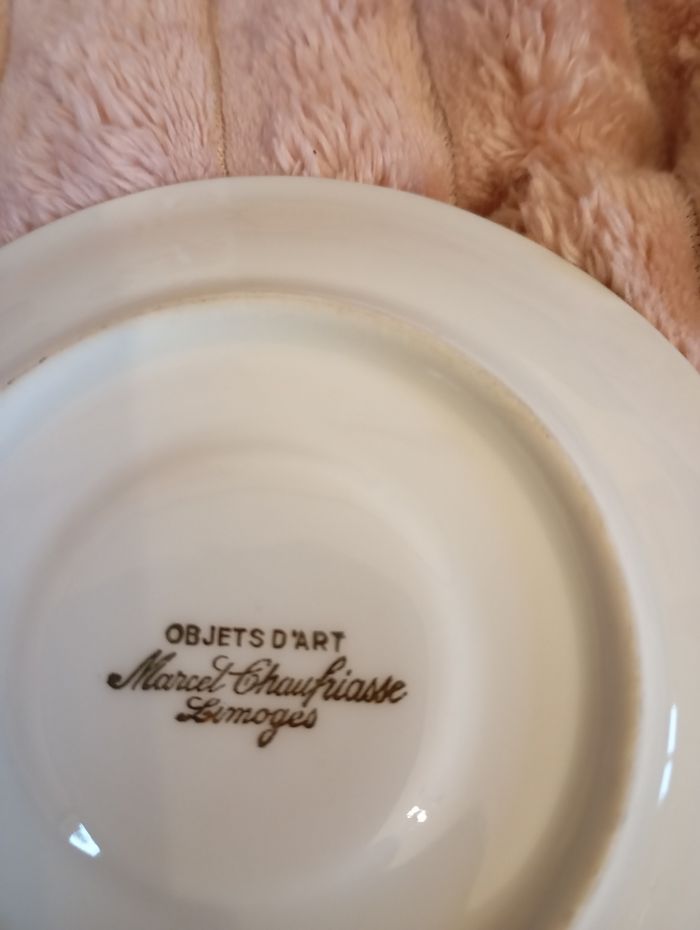 OBJETS D'ART
Marcel Chaufriasse
Limoges